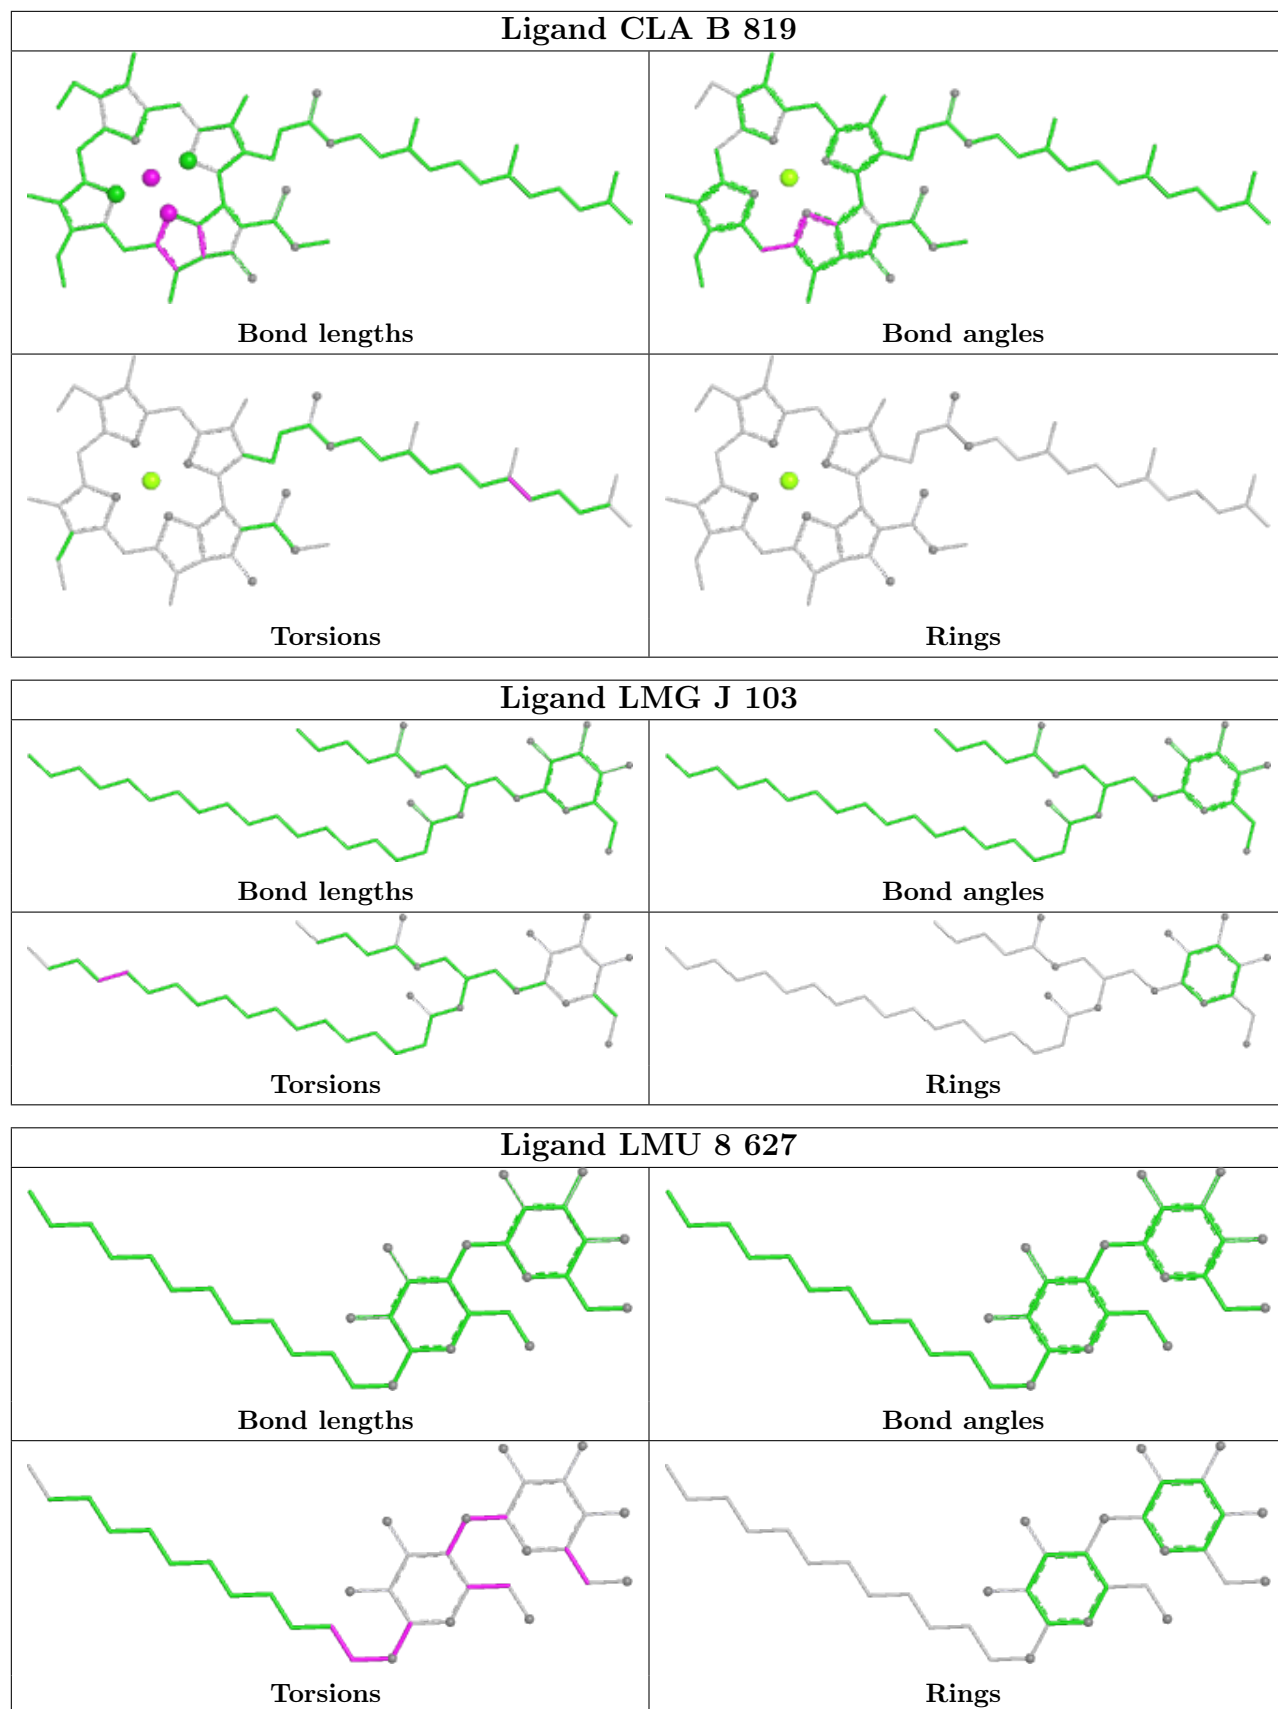 Ligand CLA B 819
Bond lengths
Bond angles
Torsions
Rings
Ligand LMG J 103
Bond lengths
Bond angles
Torsions
Rings
Ligand LMU 8 627
Bond lengths
Bond angles
Torsions
Rings